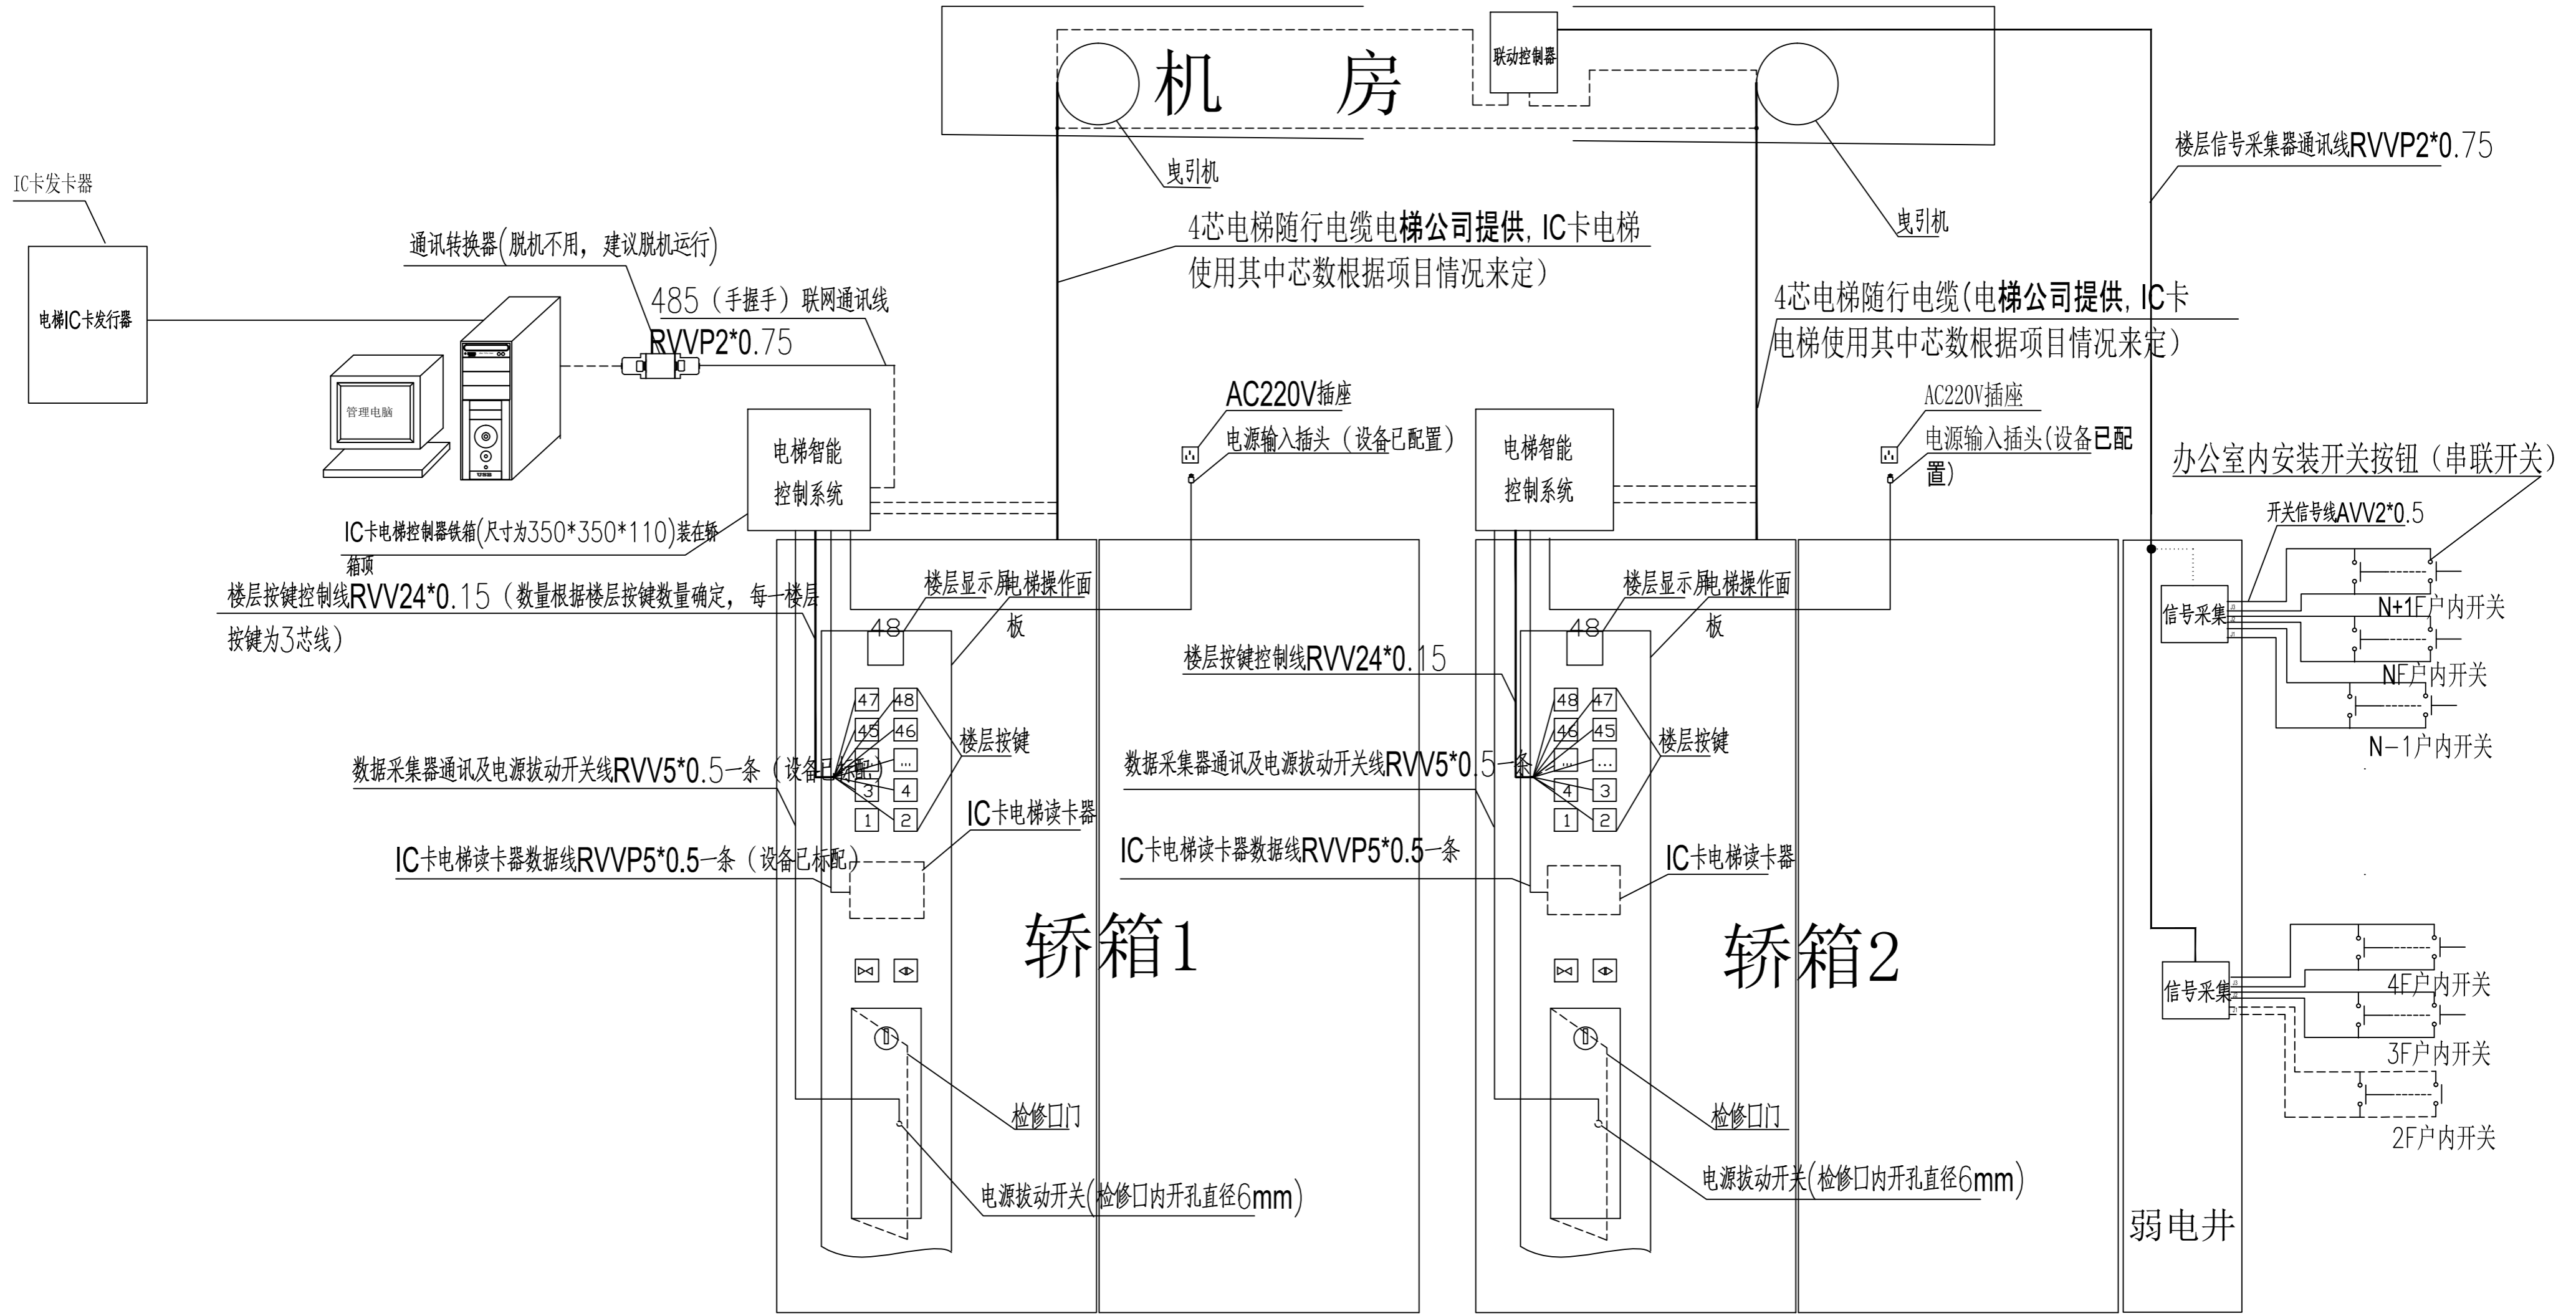 机 房
联动控制器
曳引机
曳引机
楼层信号采集器通讯线RVVP2*0.75
IC卡发卡器
电梯IC卡发行器
通讯转换器(脱机不用，建议脱机运行)
485（手握手）联网通讯线
RVVP2*0.75
管理电脑
4芯电梯随行电缆电梯公司提供, IC卡电梯
使用其中芯数根据项目情况来定）
4芯电梯随行电缆(电梯公司提供, IC卡
电梯使用其中芯数根据项目情况来定）
电梯智能
控制系统
AC220V插座
电源输入插头（设备已配置）
电梯智能
控制系统
AC220V插座
电源输入插头(设备已配
置)
办公室内安装开关按钮（串联开关）
开关信号线AVV2*0.5
IC卡电梯控制器铁箱(尺寸为350*350*110)装在轿
箱顶
楼层按键控制线RVV24*0.15（数量根据楼层按键数量确定，每一楼层
按键为3芯线）
楼层显示屏
电梯操作面
板
48
47 48
45 46
... ...
3 4
1 2
楼层按键
数据采集器通讯及电源拔动开关线RVV5*0.5一条（设备已标配）
IC卡电梯读卡器
IC卡电梯读卡器数据线RVVP5*0.5一条（设备已标配）
轿箱1
检修口门
电源拔动开关(检修口内开孔直径6mm)
楼层显示屏
电梯操作面
板
48
楼层按键控制线RVV24*0.15
48 47
46 45
... ...
4 3
1 2
楼层按键
数据采集器通讯及电源拔动开关线RVV5*0.5一条
IC卡电梯读卡器
IC卡电梯读卡器数据线RVVP5*0.5一条
轿箱2
检修口门
电源拔动开关(检修口内开孔直径6mm)
信号采集
N+1F户内开关
NF户内开关
N-1户内开关
信号采集
4F户内开关
3F户内开关
2F户内开关
弱电井